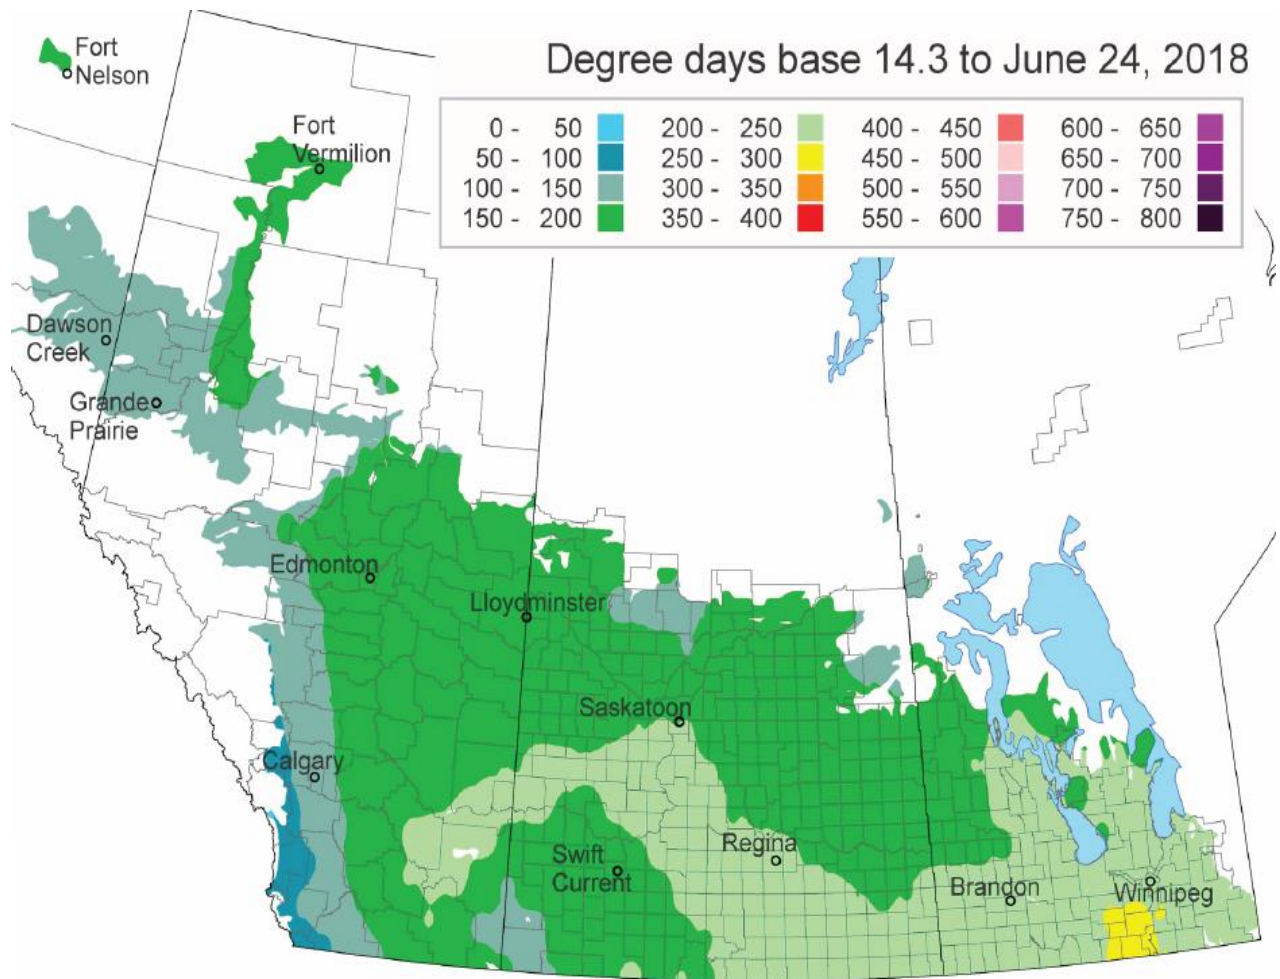 Degree days base 14.3 to June 24, 2018
0 - 50 200 - 250 400 - 450 600 - 650
50 - 100 250 - 300 450 - 500 650 - 700
100 - 150 300 - 350 500 - 550 700 - 750
150 - 200 350 - 400 550 - 600 750 - 800
Fort
Nelson
Fort
Vermilion
Dawson
Creek
Grande
Prairie
Edmonton
Lloydminster
Saskatoon
Calgary
Swift
Current
Regina
Brandon
Winnipeg